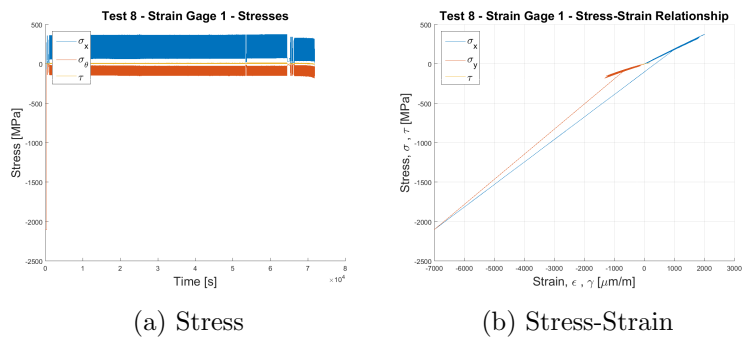 Test 8 - Strain Gage 1 - Stresses
Stress [MPa]
500
0
-500
-1000
-1500
-2000
-2500
σx
σθ
τ
0
1
2
3
4
5
6
7
8
×10⁴
Time [s]
(a) Stress
Test 8 - Strain Gage 1 - Stress-Strain Relationship
Stress, σ , τ [MPa]
500
0
-500
-1000
-1500
-2000
-2500
σx
σy
τ
-7000
-6000
-5000
-4000
-3000
-2000
-1000
0
1000
2000
3000
Strain, ϵ , γ [μm/m]
(b) Stress-Strain